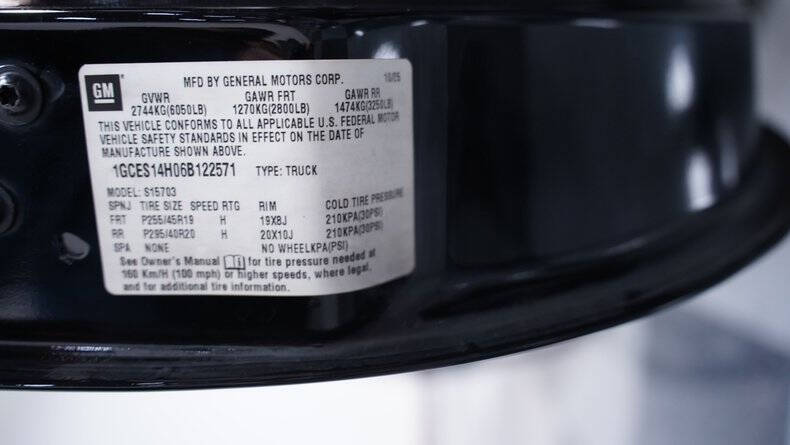 GM
MFD BY GENERAL MOTORS CORP. 10/05
GVWR GAWR FRT GAWR RR
2744KG(6050LB) 1270KG(2800LB) 1474KG(3250LB)
THIS VEHICLE CONFORMS TO ALL APPLICABLE U.S. FEDERAL MOTOR
VEHICLE SAFETY STANDARDS IN EFFECT ON THE DATE OF
MANUFACTURE SHOWN ABOVE.
1GCES14H06B122571 TYPE: TRUCK
MODEL: S15703
SPNJ TIRE SIZE SPEED RTG RIM COLD TIRE PRESSURE
FRT P255/45R19 H 19X8J 210KPA(30PSI)
RR P295/40R20 H 20X10J 210KPA(30PSI)
SPA NONE NO WHEELKPA(PSI)
See Owner's Manual for tire pressure needed at
160 Km/H (100 mph) or higher speeds, where legal,
and for additional tire information.